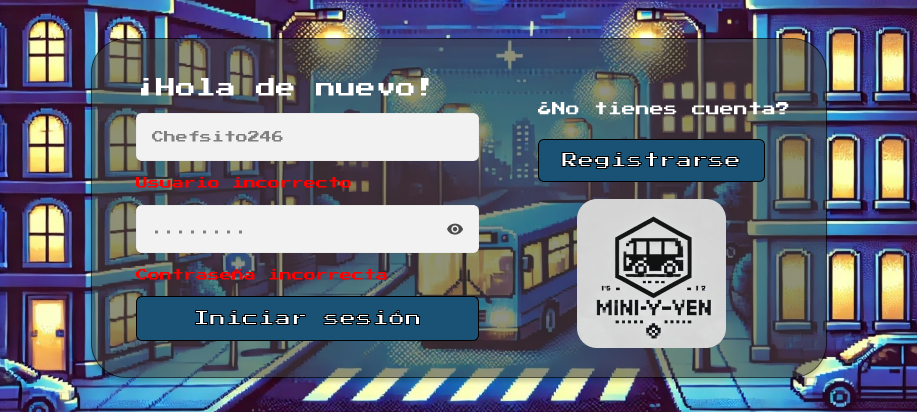 ¡Hola de nuevo!
Chefsito246
Usuario incorrecto
........
Contraseña incorrecta
Iniciar sesión
¿No tienes cuenta?
Registrarse
MINI-Y-VEN